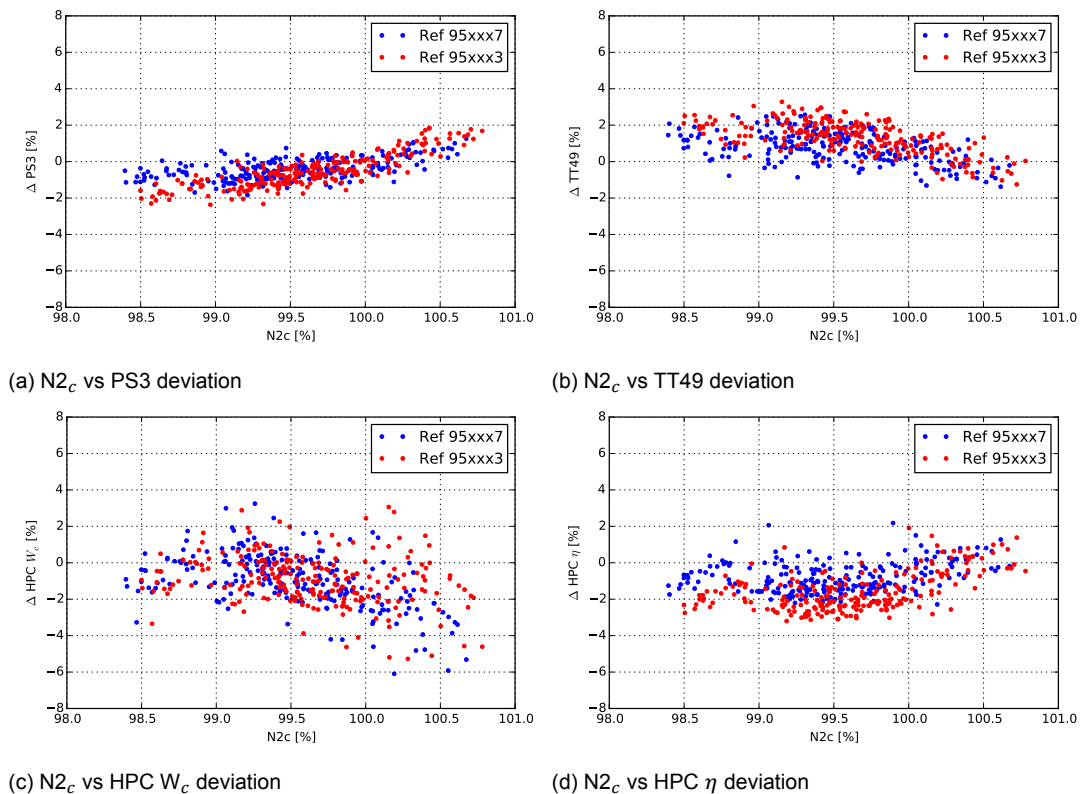 8
6
4
2
0
−2
−4
−6
−8
Δ PS3 [%]
98.0 98.5 99.0 99.5 100.0 100.5 101.0
N2c [%]
Ref 95xxx7
Ref 95xxx3
(a) N2c vs PS3 deviation
8
6
4
2
0
−2
−4
−6
−8
Δ TT49 [%]
98.0 98.5 99.0 99.5 100.0 100.5 101.0
N2c [%]
Ref 95xxx7
Ref 95xxx3
(b) N2c vs TT49 deviation
8
6
4
2
0
−2
−4
−6
−8
Δ HPC Wc [%]
98.0 98.5 99.0 99.5 100.0 100.5 101.0
N2c [%]
Ref 95xxx7
Ref 95xxx3
(c) N2c vs HPC Wc deviation
8
6
4
2
0
−2
−4
−6
−8
Δ HPC η [%]
98.0 98.5 99.0 99.5 100.0 100.5 101.0
N2c [%]
Ref 95xxx7
Ref 95xxx3
(d) N2c vs HPC η deviation